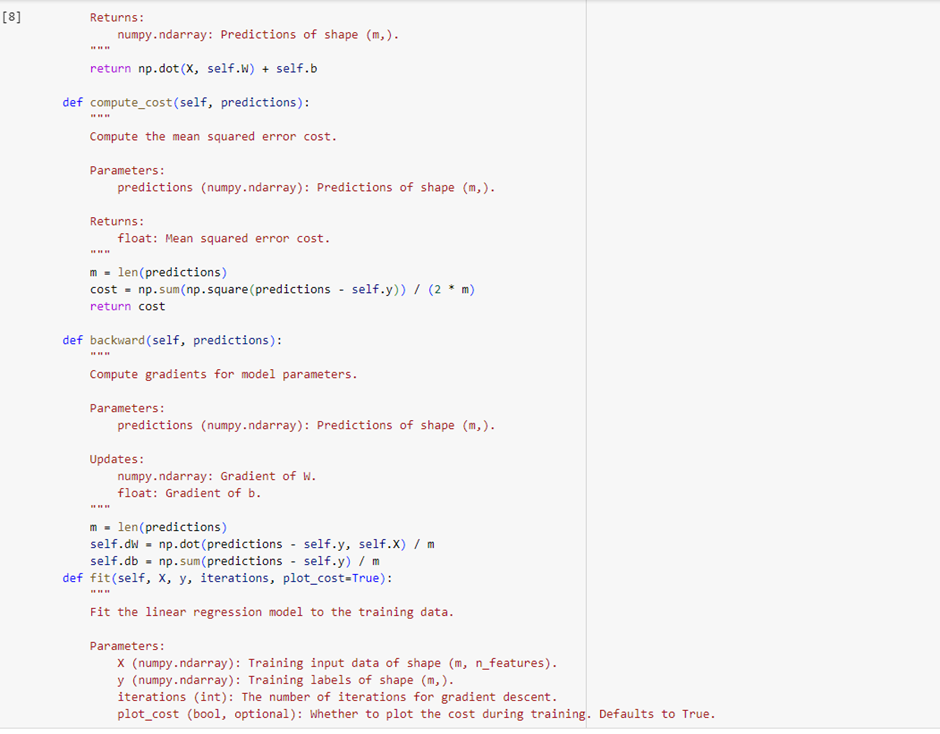 [8]
Returns:
numpy.ndarray: Predictions of shape (m,).
"""
return np.dot(X, self.W) + self.b
def compute_cost(self, predictions):
"""
Compute the mean squared error cost.
Parameters:
predictions (numpy.ndarray): Predictions of shape (m,).
Returns:
float: Mean squared error cost.
"""
m = len(predictions)
cost = np.sum(np.square(predictions - self.y)) / (2 * m)
return cost
def backward(self, predictions):
"""
Compute gradients for model parameters.
Parameters:
predictions (numpy.ndarray): Predictions of shape (m,).
Updates:
numpy.ndarray: Gradient of W.
float: Gradient of b.
"""
m = len(predictions)
self.dW = np.dot(predictions - self.y, self.X) / m
self.db = np.sum(predictions - self.y) / m
def fit(self, X, y, iterations, plot_cost=True):
"""
Fit the linear regression model to the training data.
Parameters:
X (numpy.ndarray): Training input data of shape (m, n_features).
y (numpy.ndarray): Training labels of shape (m,).
iterations (int): The number of iterations for gradient descent.
plot_cost (bool, optional): Whether to plot the cost during training. Defaults to True.